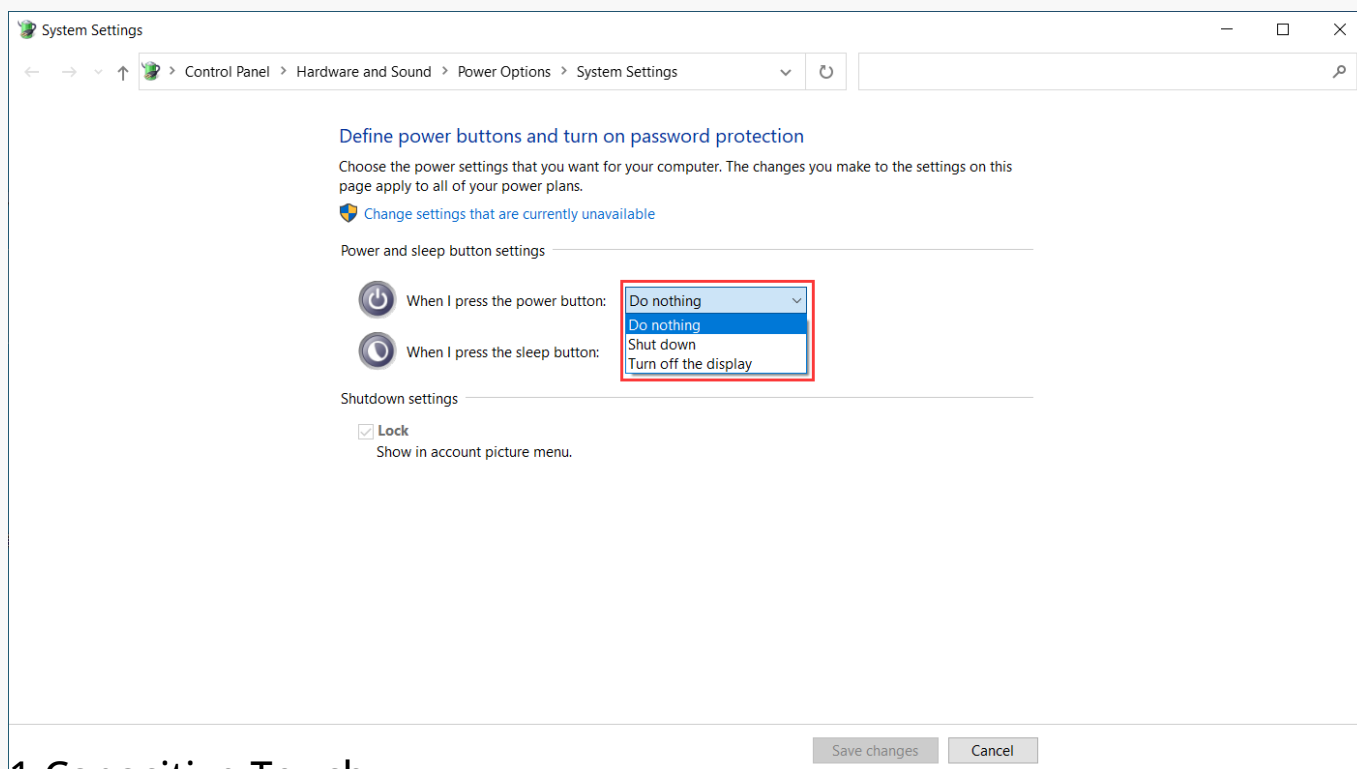 System Settings
Control Panel > Hardware and Sound > Power Options > System Settings
Define power buttons and turn on password protection
Choose the power settings that you want for your computer. The changes you make to the settings on this
page apply to all of your power plans.
Change settings that are currently unavailable
Power and sleep button settings
When I press the power button: Do nothing
Do nothing
Shut down
When I press the sleep button:
Turn off the display
Shutdown settings
Lock
Show in account picture menu.
Save changes Cancel